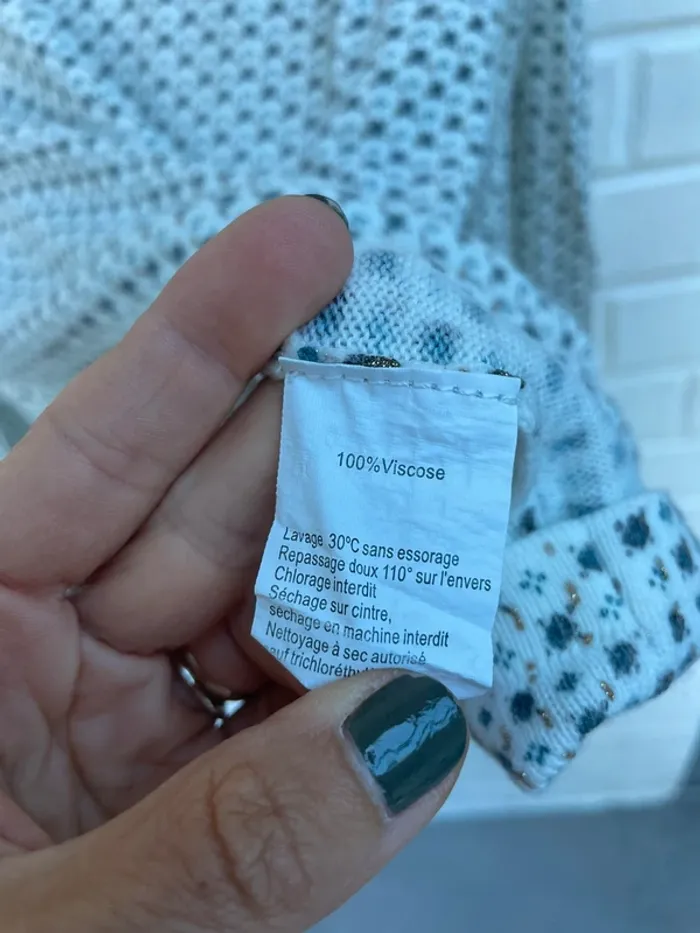 100%Viscose
Lavage 30°C sans essorage
Repassage doux 110° sur l'envers
Chlorage interdit
Séchage sur cintre,
séchage en machine interdit
Nettoyage à sec autorisé